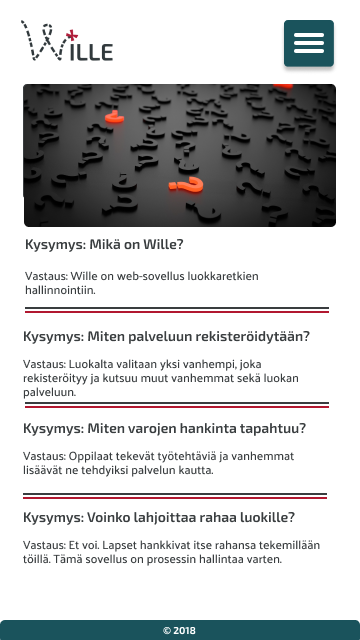 WILLE
Kysymys: Mikä on Wille?
Vastaus: Wille on web-sovellus luokkaretkien
hallinnointiin.
Kysymys: Miten palveluun rekisteröidytään?
Vastaus: Luokalta valitaan yksi vanhempi, joka
rekisteröityy ja kutsuu muut vanhemmat sekä luokan
palveluun.
Kysymys: Miten varojen hankinta tapahtuu?
Vastaus: Oppilaat tekevät työtehtäviä ja vanhemmat
lisäävät ne tehdyiksi palvelun kautta.
Kysymys: Voinko lahjoittaa rahaa luokille?
Vastaus: Et voi. Lapset hankkivat itse rahansa tekemillään
töillä. Tämä sovellus on prosessin hallintaa varten.
© 2018